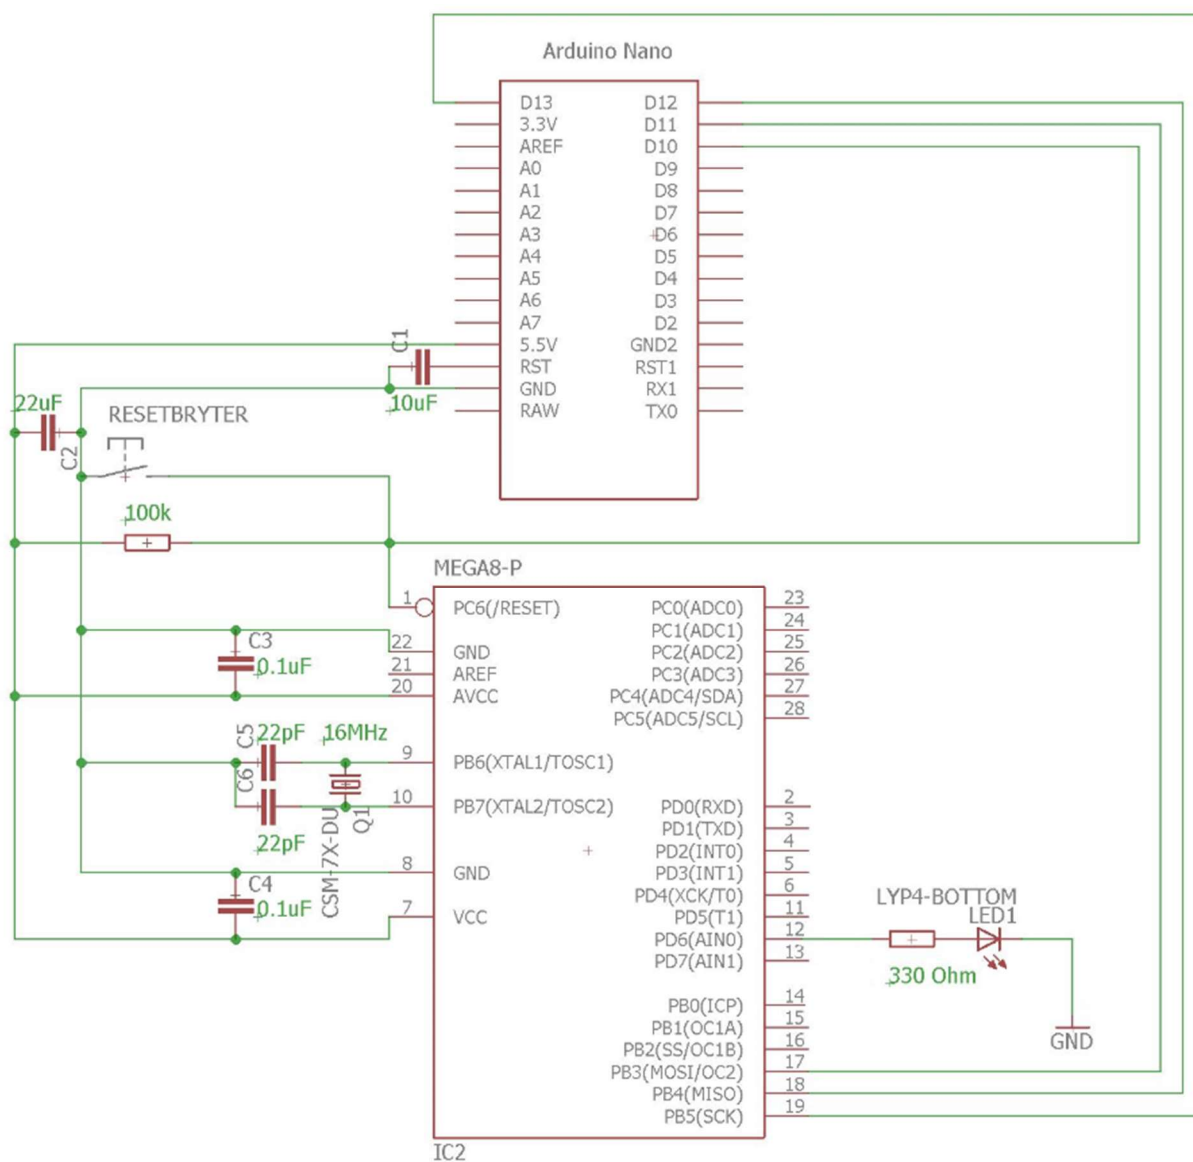 Arduino Nano
D13 D12
3.3V D11
AREF D10
A0 D9
A1 D8
A2 D7
A3 D6
A4 D5
A5 D4
A6 D3
A7 D2
5.5V GND2
RST RST1
GND RX1
RAW TX0
C1
10uF
22uF
C2
RESETBRYTER
100k
MEGA8-P
1 PC6(/RESET) PC0(ADC0) 23
PC1(ADC1) 24
22 GND PC2(ADC2) 25
21 AREF PC3(ADC3) 26
20 AVCC PC4(ADC4/SDA) 27
PC5(ADC5/SCL) 28
C3
0.1uF
C5
22pF
16MHz
9 PB6(XTAL1/TOSC1)
C6
22pF
10 PB7(XTAL2/TOSC2) PD0(RXD) 2
Q1
CSM-7X-DU
PD1(TXD) 3
PD2(INT0) 4
8 GND PD3(INT1) 5
PD4(XCK/T0) 6
7 VCC PD5(T1) 11
PD6(AIN0) 12
PD7(AIN1) 13
C4
0.1uF
LYP4-BOTTOM
LED1
330 Ohm
GND
PB0(ICP) 14
PB1(OC1A) 15
PB2(SS/OC1B) 16
PB3(MOSI/OC2) 17
PB4(MISO) 18
PB5(SCK) 19
IC2